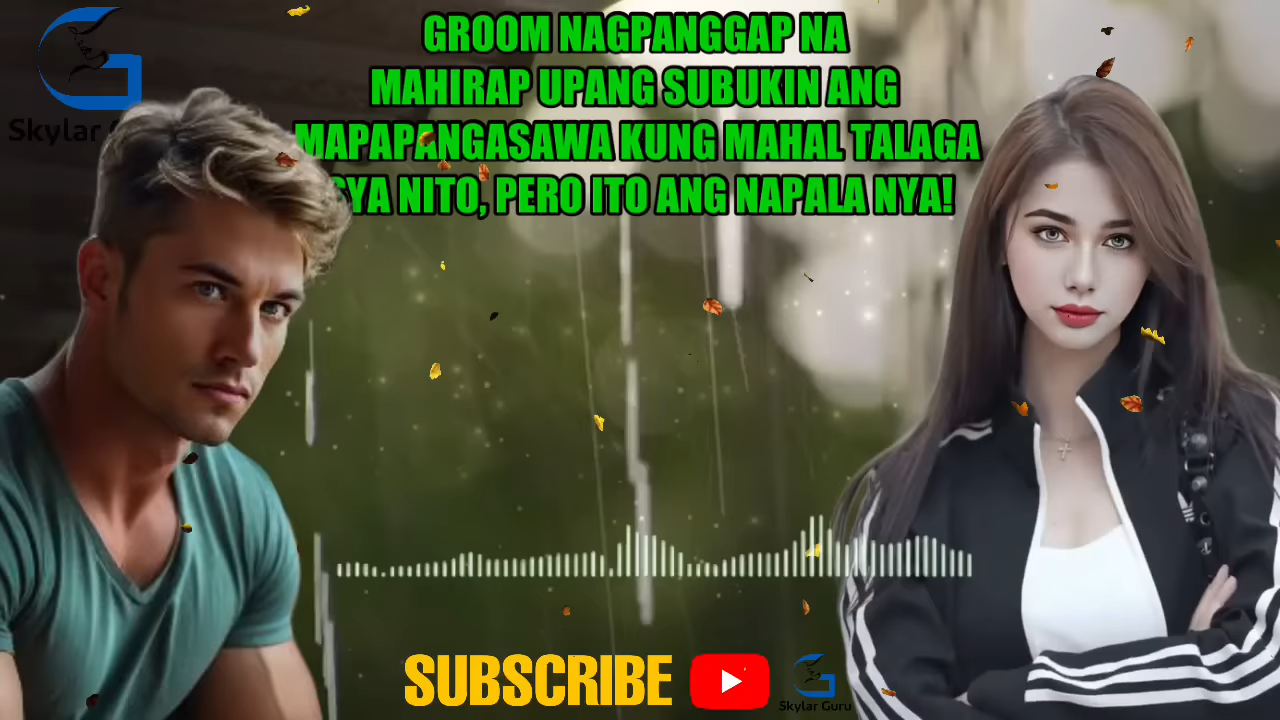 GROOM NAGPANGGAP NA
MAHIRAP UPANG SUBUKIN ANG
MAPAPANGASAWA KUNG MAHAL TALAGA
SYA NITO, PERO ITO ANG NAPALA NYA!
Skylar G
SUBSCRIBE
Skylar Guru